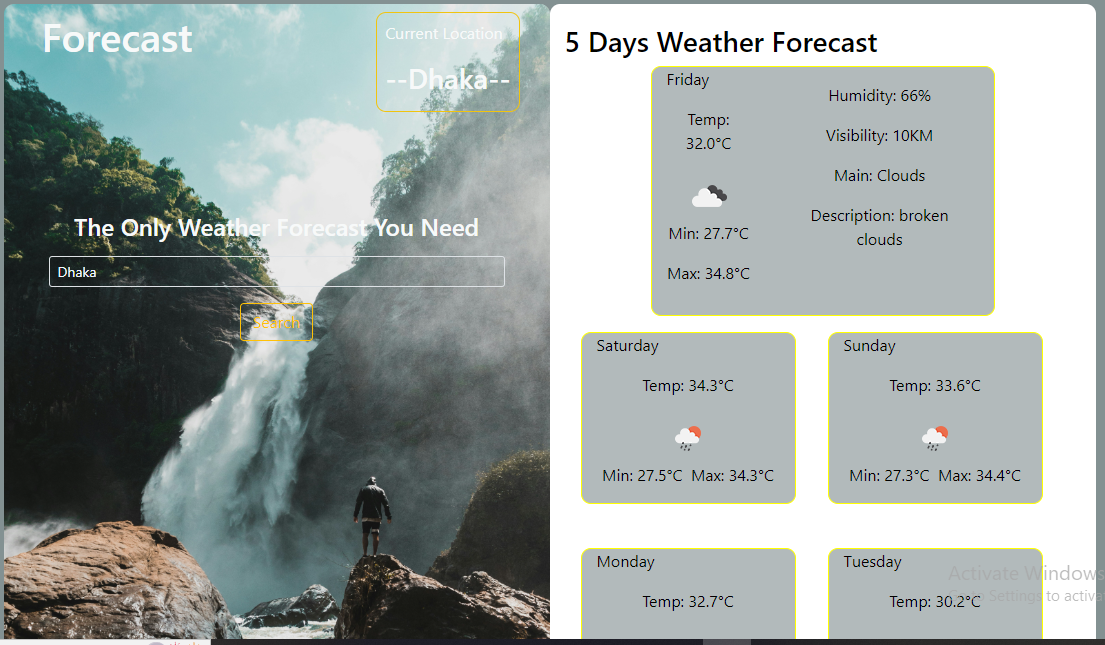 Forecast
Current Location
--Dhaka--
The Only Weather Forecast You Need
Dhaka
Search
5 Days Weather Forecast
Friday
Temp:
32.0°C
Min: 27.7°C
Max: 34.8°C
Humidity: 66%
Visibility: 10KM
Main: Clouds
Description: broken
clouds
Saturday
Temp: 34.3°C
Min: 27.5°C Max: 34.3°C
Sunday
Temp: 33.6°C
Min: 27.3°C Max: 34.4°C
Monday
Temp: 32.7°C
Tuesday
Temp: 30.2°C
Activate Windows
Go to Settings to activa